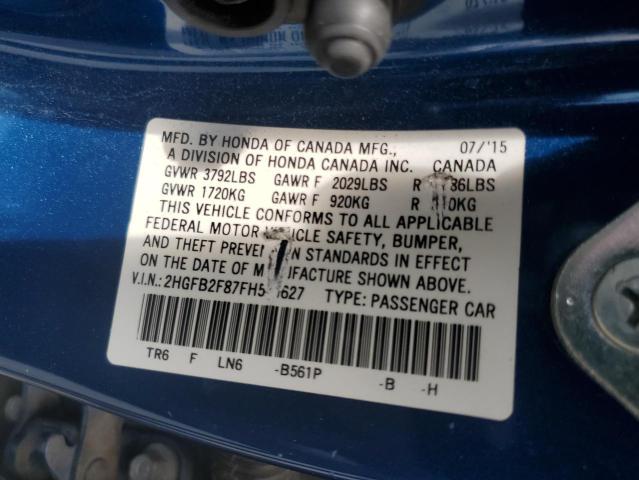 MFD. BY HONDA OF CANADA MFG., 07/'15
A DIVISION OF HONDA CANADA INC. CANADA
GVWR 3792LBS GAWR F 2029LBS R
GVWR 1720KG GAWR F 920KG R
THIS VEHICLE CONFORMS TO ALL APPLICABLE
FEDERAL MOTOR SAFETY, BUMPER,
AND THEFT STANDARDS IN EFFECT
ON THE DATE OF SHOWN ABOVE.
V.I.N.: TYPE: PASSENGER CAR
TR6 F LN6 -B561P -B -H